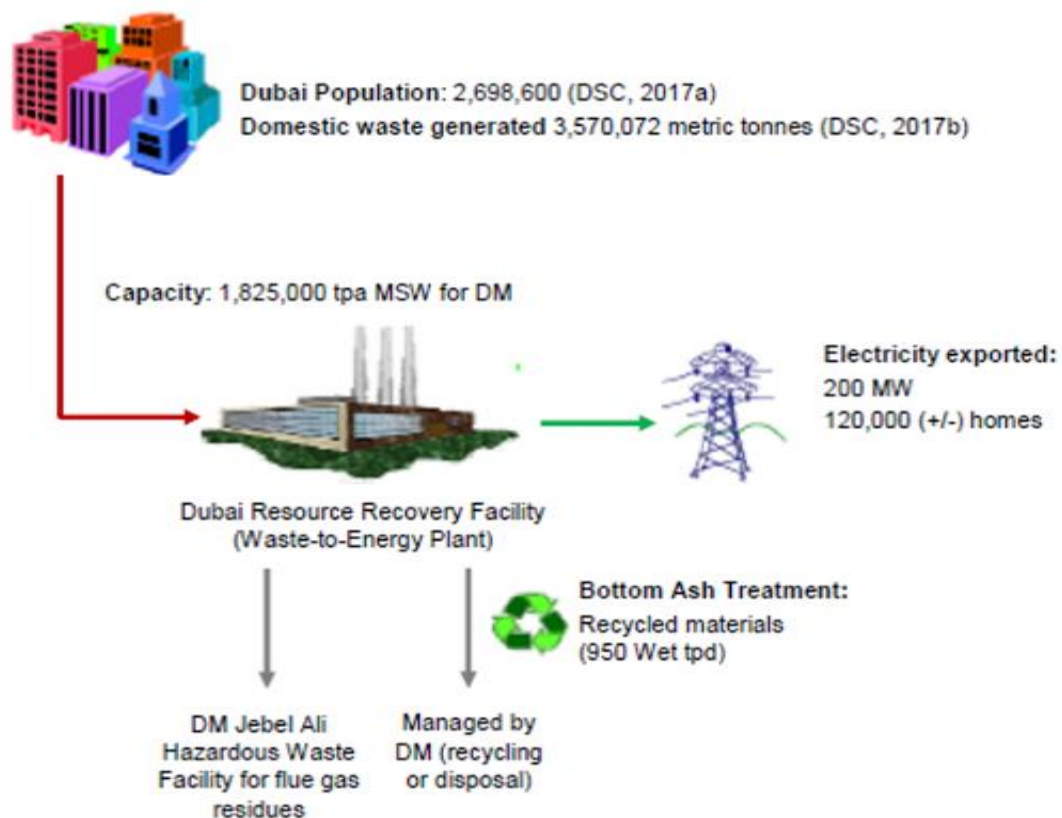 Dubai Population: 2,698,600 (DSC, 2017a)
Domestic waste generated 3,570,072 metric tonnes (DSC, 2017b)
Capacity: 1,825,000 tpa MSW for DM
Electricity exported:
200 MW
120,000 (+/-) homes
Dubai Resource Recovery Facility
(Waste-to-Energy Plant)
Bottom Ash Treatment:
Recycled materials
(950 Wet tpd)
DM Jebel Ali
Hazardous Waste
Facility for flue gas
residues
Managed by
DM (recycling
or disposal)